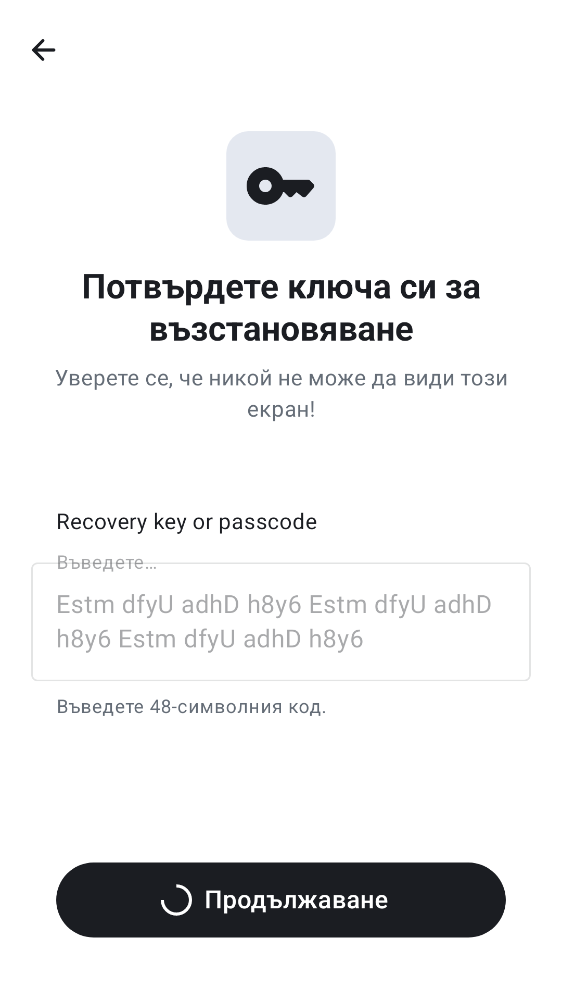 Потвърдете ключа си за
възстановяване
Уверете се, че никой не може да види този
екран!
Recovery key or passcode
Въведете…
Estm dfyU adhD h8y6 Estm dfyU adhD
h8y6 Estm dfyU adhD h8y6
Въведете 48-символния код.
Продължаване